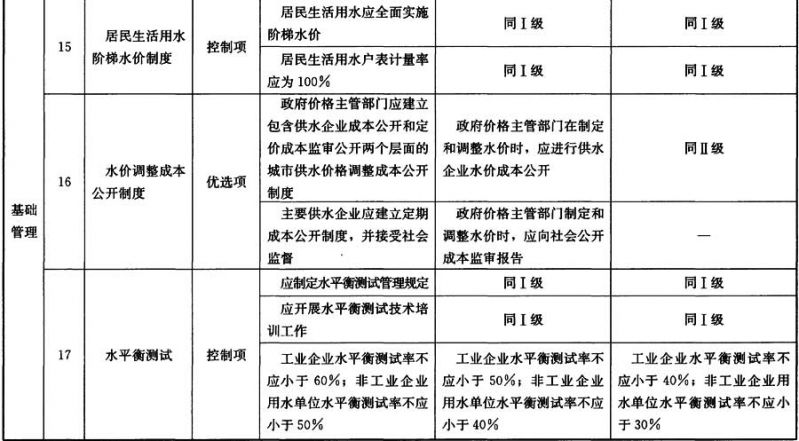 基础
管理
15
居民生活用水
阶梯水价制度
控制项
居民生活用水应全面实施
阶梯水价
同Ⅰ级
同Ⅰ级
居民生活用水户表计量率
应为100%
同Ⅰ级
同Ⅰ级
16
水价调整成本
公开制度
优选项
政府价格主管部门应建立
包含供水企业成本公开和定
价成本监审公开两个层面的
城市供水价格调整成本公开
制度
政府价格主管部门在制定
和调整水价时，应进行供水
企业水价成本公开
同Ⅱ级
主要供水企业应建立定期
成本公开制度，并接受社会
监督
政府价格主管部门制定和
调整水价时，应向社会公开
成本监审报告
—
17
水平衡测试
控制项
应制定水平衡测试管理规定
同Ⅰ级
同Ⅰ级
应开展水平衡测试技术培
训工作
同Ⅰ级
同Ⅰ级
工业企业水平衡测试率不
应小于60%；非工业企业
用水单位水平衡测试率不应
小于50%
工业企业水平衡测试率不
应小于50%；非工业企业
用水单位水平衡测试率不应
小于40%
工业企业水平衡测试率不
应小于40%；非工业企业用
水单位水平衡测试率不应小
于30%